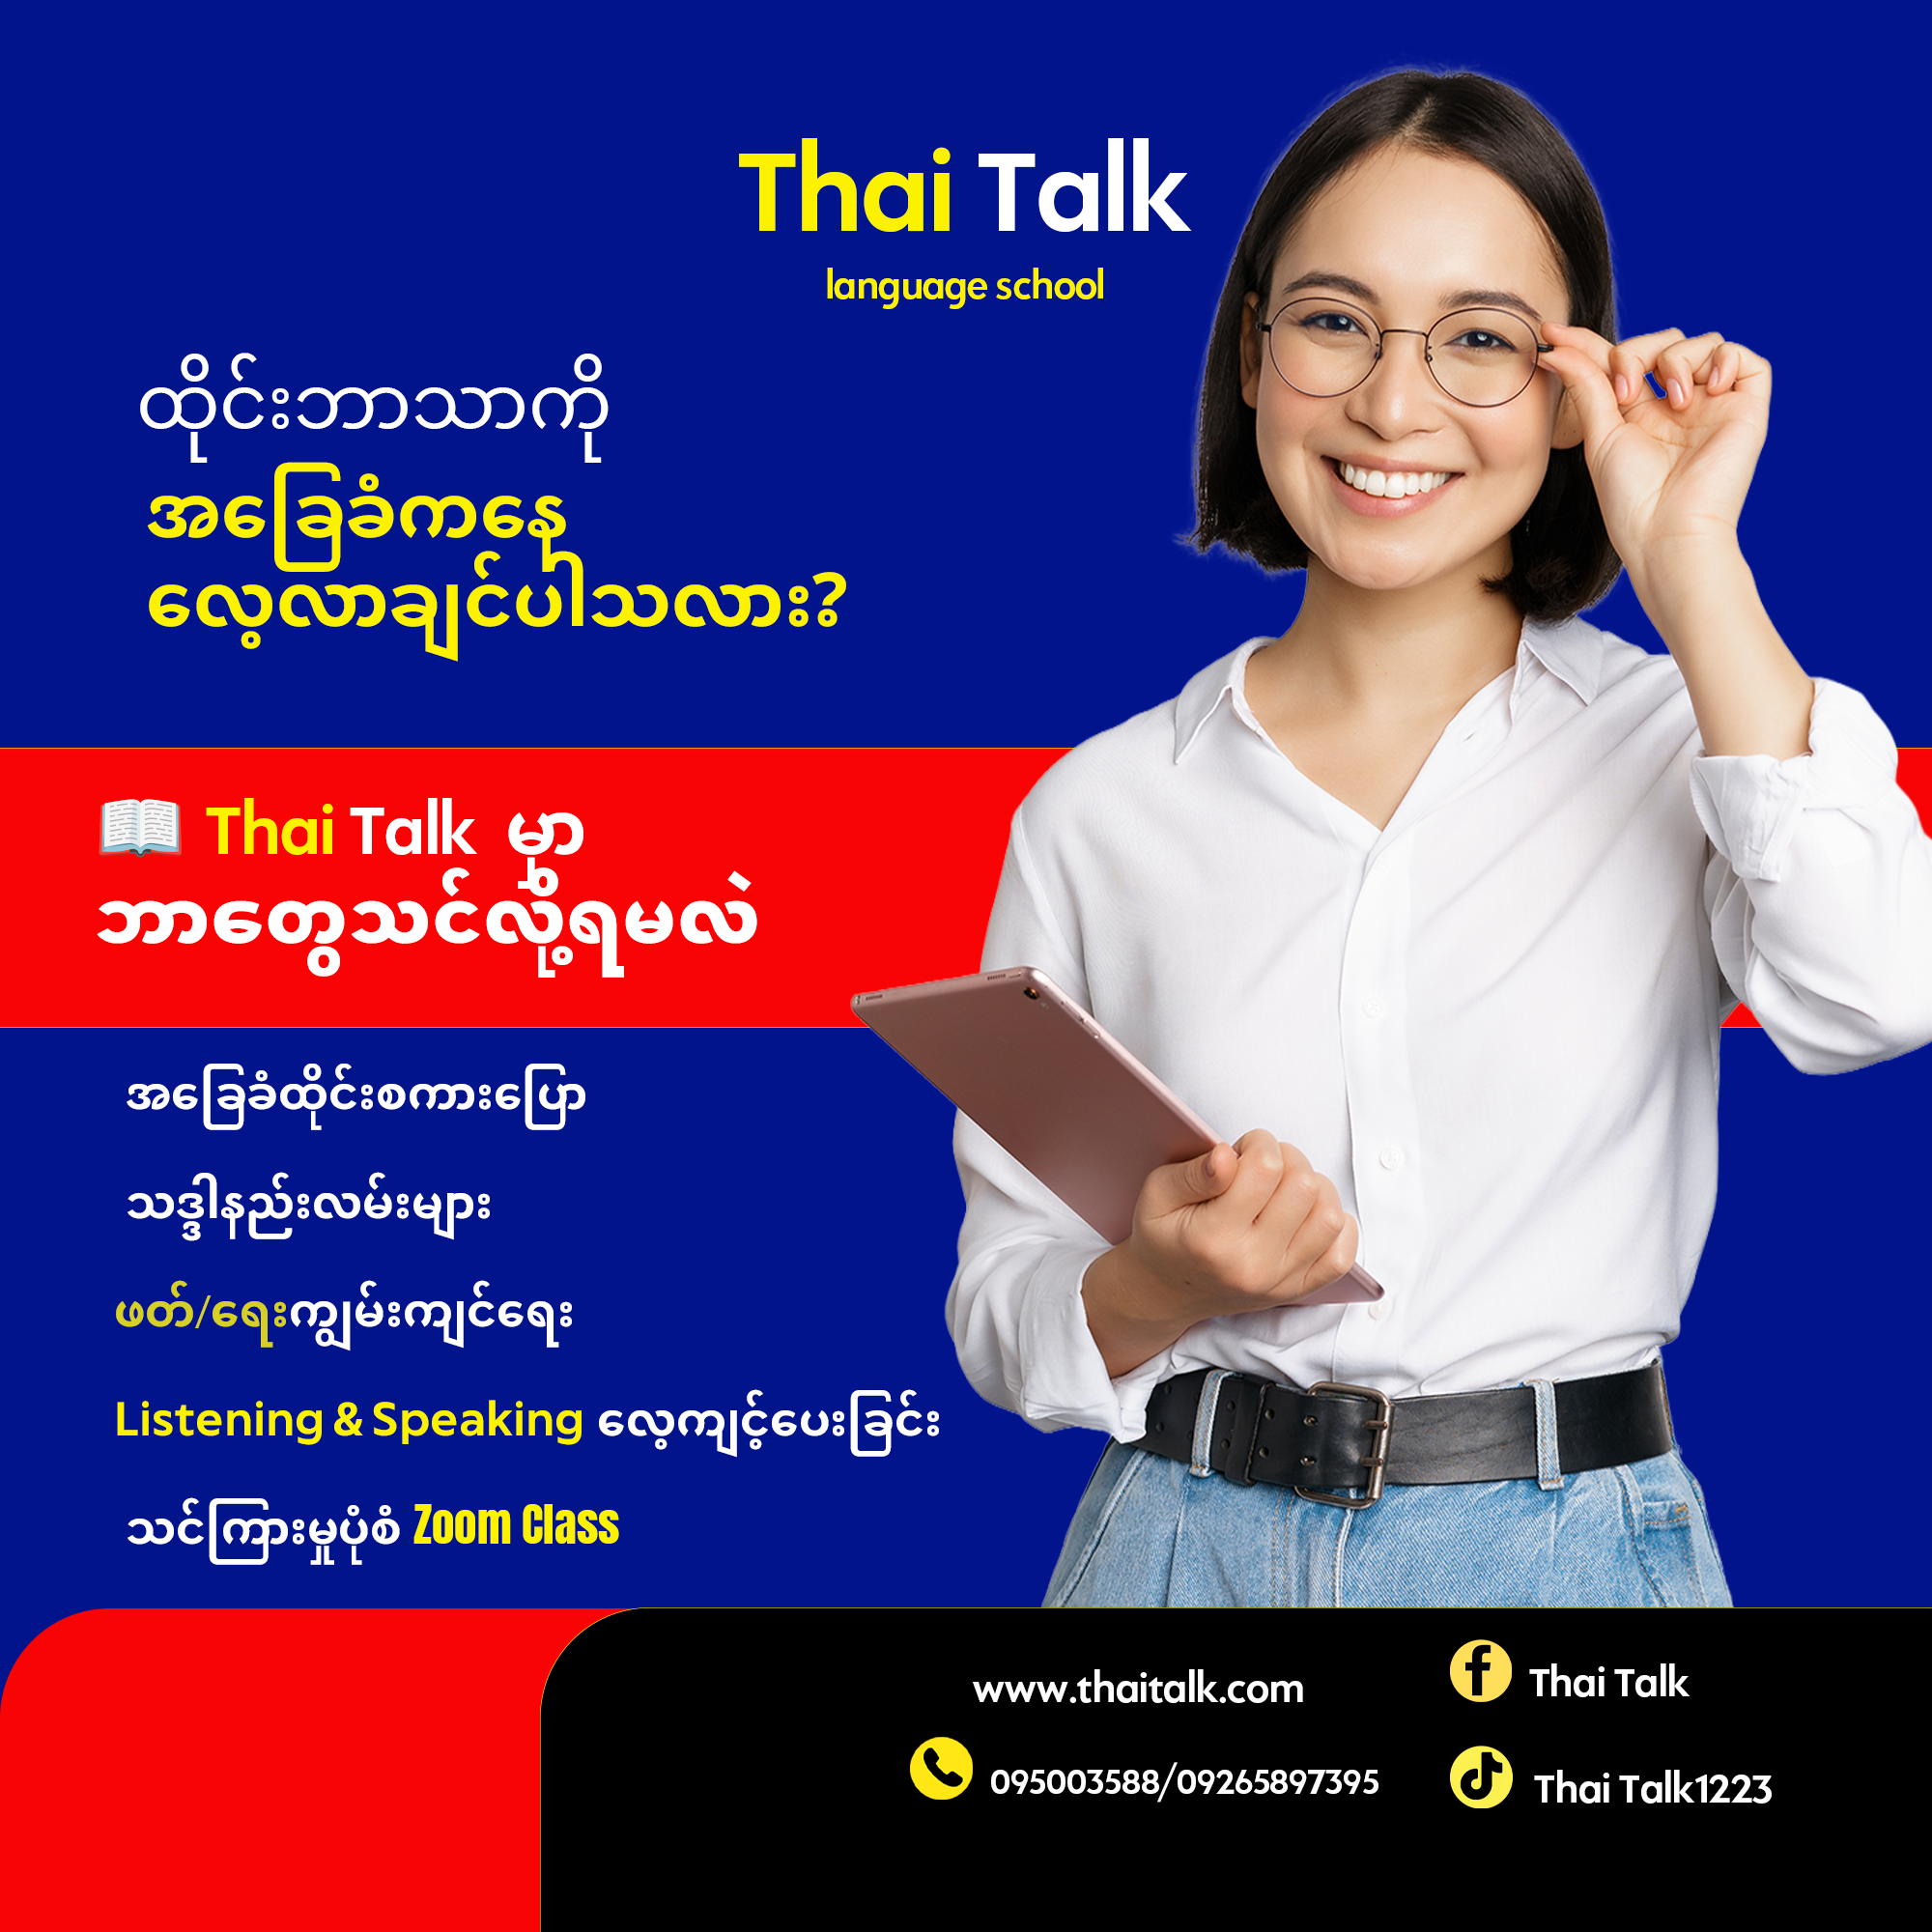 Thai Talk
language school
ထိုင်းဘာသာကို
အခြေခံကနေ
လေ့လာချင်ပါသလား?
Thai Talk မှာ
ဘာတွေသင်လို့ရမလဲ
အခြေခံထိုင်းစကားပြော
သဒ္ဒါနည်းလမ်းများ
ဖတ်/ရေးကျွမ်းကျင်ရေး
Listening & Speaking လေ့ကျင့်ပေးခြင်း
သင်ကြားမှုပုံစံ Zoom Class
www.thaitalk.com
Thai Talk
095003588/09265897395
Thai Talk1223